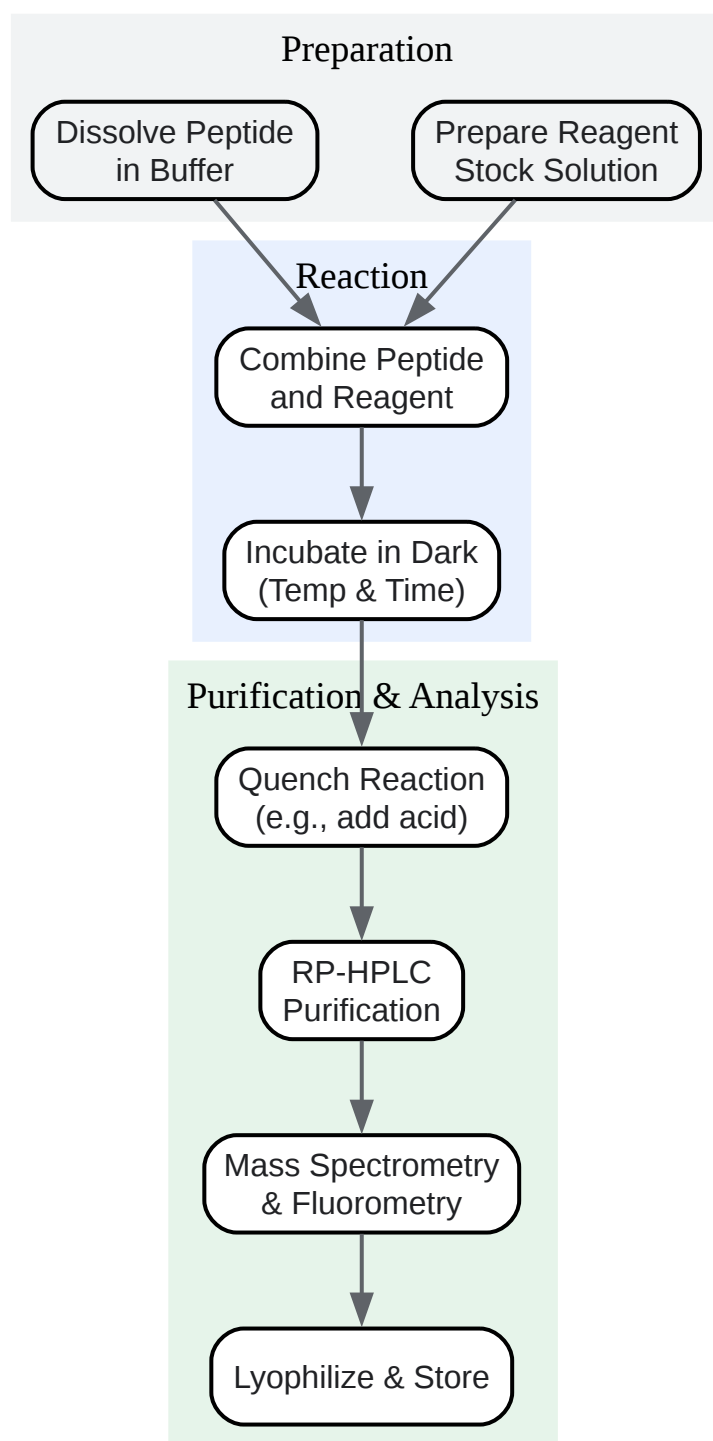 Preparation
Dissolve Peptide
in Buffer
Prepare Reagent
Stock Solution
Reaction
Combine Peptide
and Reagent
Incubate in Dark
(Temp & Time)
Purification & Analysis
Quench Reaction
(e.g., add acid)
RP-HPLC
Purification
Mass Spectrometry
& Fluorometry
Lyophilize & Store